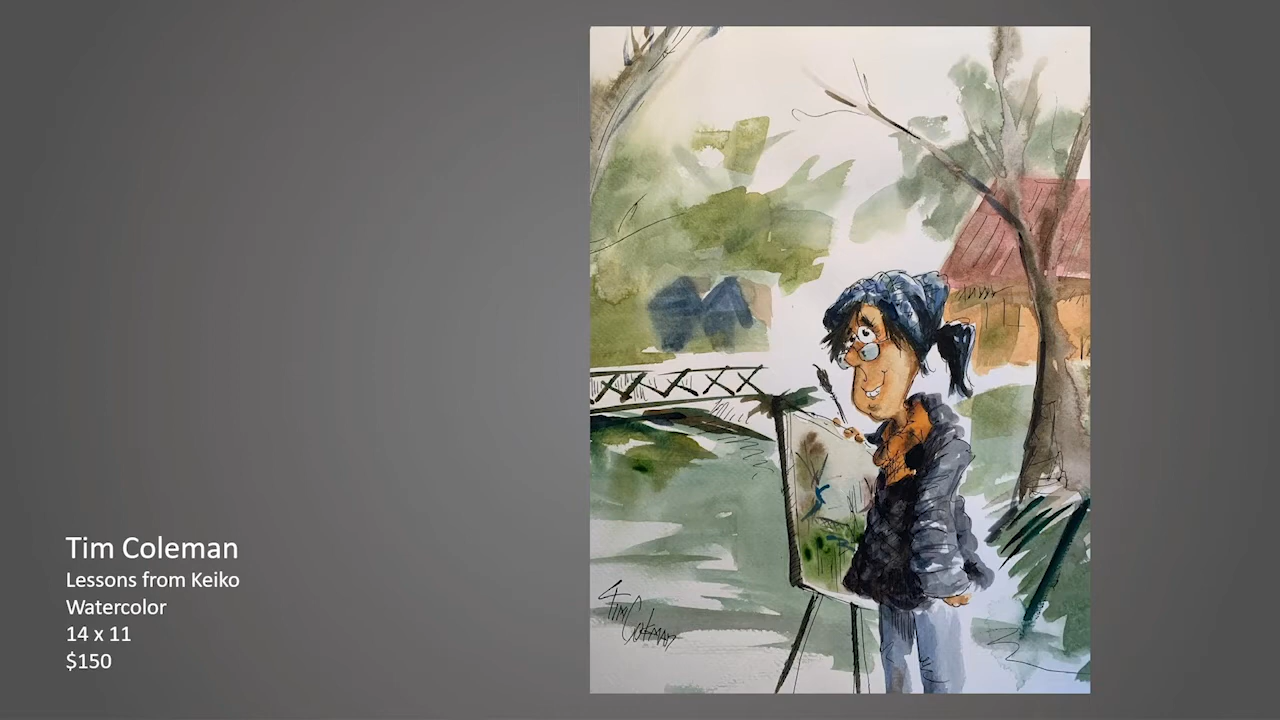 Tim Coleman
Lessons from Keiko
Watercolor
14 x 11
$150
Tim Coleman